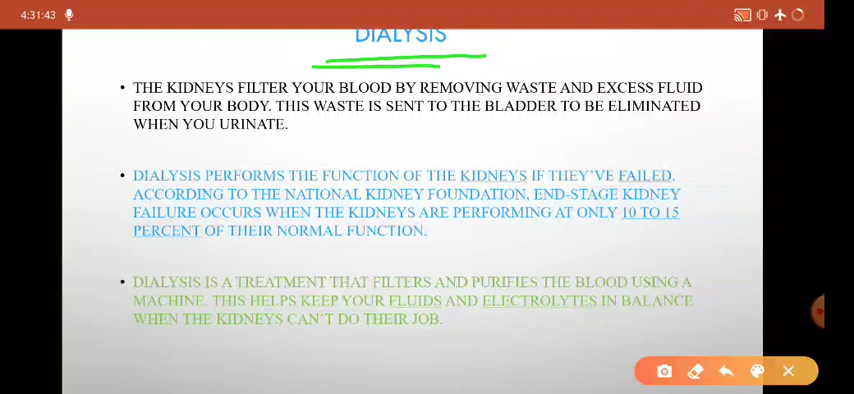 4:31:43
DIALYSIS
• THE KIDNEYS FILTER YOUR BLOOD BY REMOVING WASTE AND EXCESS FLUID
FROM YOUR BODY. THIS WASTE IS SENT TO THE BLADDER TO BE ELIMINATED
WHEN YOU URINATE.
• DIALYSIS PERFORMS THE FUNCTION OF THE KIDNEYS IF THEY'VE FAILED.
ACCORDING TO THE NATIONAL KIDNEY FOUNDATION, END-STAGE KIDNEY
FAILURE OCCURS WHEN THE KIDNEYS ARE PERFORMING AT ONLY 10 TO 15
PERCENT OF THEIR NORMAL FUNCTION.
• DIALYSIS IS A TREATMENT THAT FILTERS AND PURIFIES THE BLOOD USING A
MACHINE. THIS HELPS KEEP YOUR FLUIDS AND ELECTROLYTES IN BALANCE
WHEN THE KIDNEYS CAN'T DO THEIR JOB.